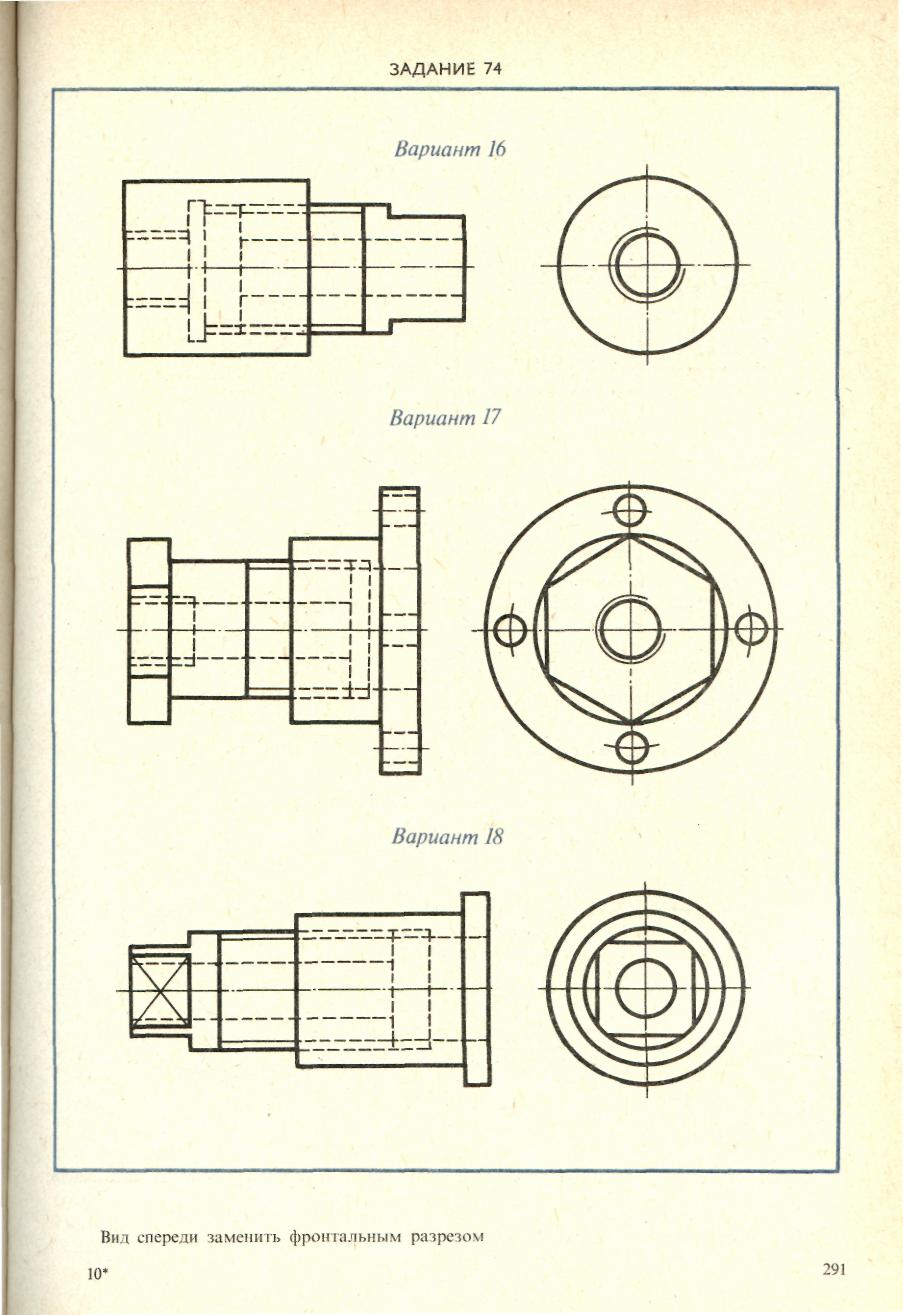 ЗАДАНИЕ 74
Вариант 16
Вариант 17
Вариант 18
Вид спереди заменить фронтальным разрезом
10*
291